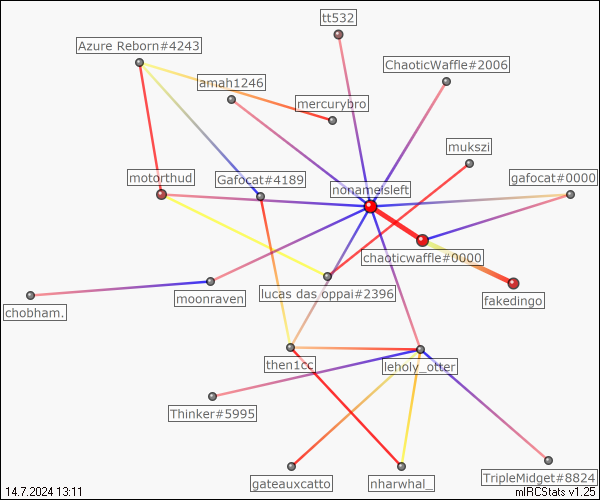 tt532
Azure Reborn#4243
ChaoticWaffle#2006
amah1246
mercurybro
mukszi
motorthud
Gafocat#4189
nonameisleft
gafocat#0000
chaoticwaffle#0000
chobham.
moonraven
lucas das oppai#2396
fakedingo
then1cc
leholy_otter
Thinker#5995
gateauxcatto
nharwhal_
TripleMidget#8824
14.7.2024 13:11
mIRCStats v1.25